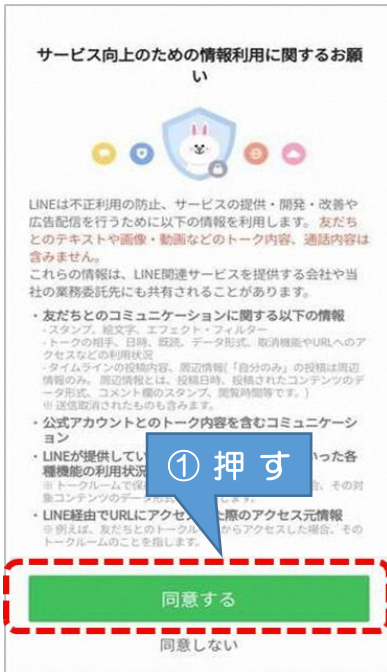 サービス向上のための情報利用に関するお願
い
LINEは不正利用の防止、サービスの提供・開発・改善や
広告配信を行うために以下の情報を利用します。友だち
とのテキストや画像・動画などのトーク内容、通話内容は
含みません。
これらの情報は、LINE関連サービスを提供する会社や当
社の業務委託先にも共有されることがあります。
・友だちとのコミュニケーションに関する以下の情報
- スタンプ、絵文字、エフェクト・フィルター
- トークの相手、日時、既読、データ形式、取消機能やURLへのア
クセスなどの利用状況
- タイムラインの投稿内容、周辺情報(「自分のみ」の投稿は周辺
情報のみ。周辺情報とは、投稿日時、投稿されたコンテンツのデ
ータ形式、コメント欄のスタンプ、閲覧時間等です。)
※ 送信取消されたものも含みます。
・公式アカウントとのトーク内容を含むコミュニケーシ
ョン
・LINEが提供してい いった各
種機能の利用状況
※ トークルームで保 合、その対
象コンテンツのデータ形式 します。
・LINE経由でURLにアクセス た際のアクセス元情報
※ 例えば、友だちとのトークル からアクセスした場合、その
トークルームのことを指します。
① 押 す
同意する
同意しない